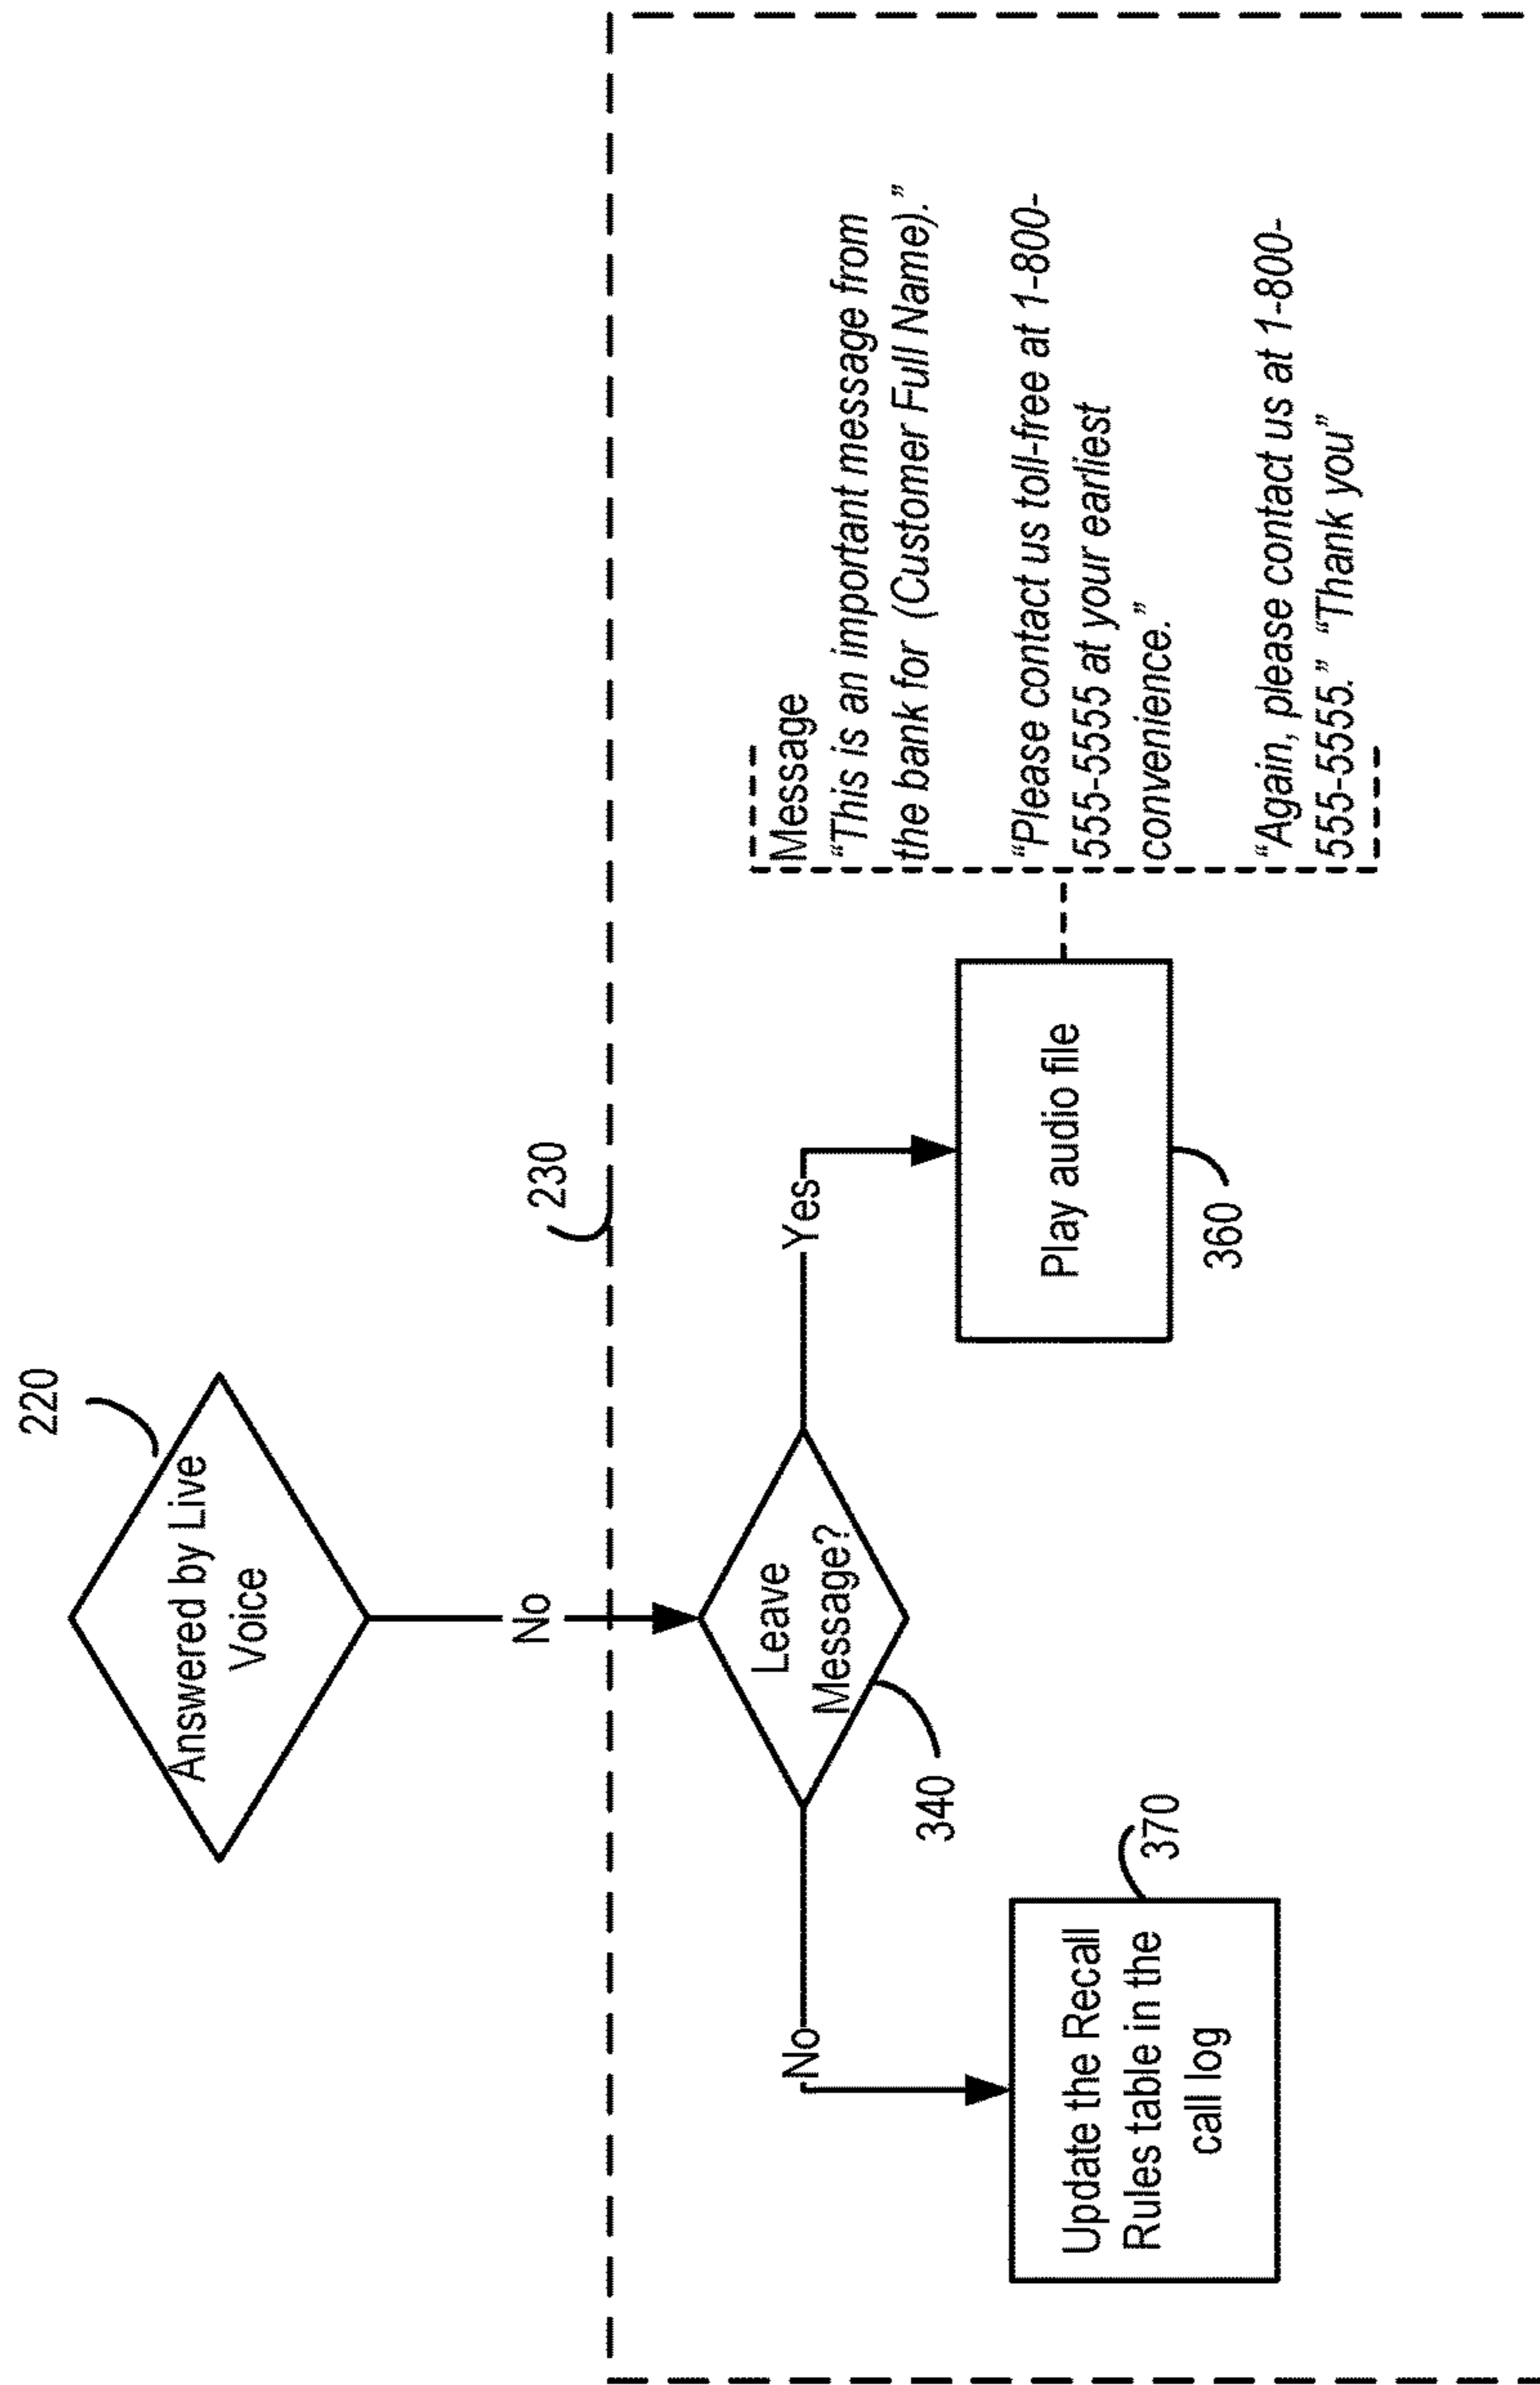 220
Answered by Live
Voice
No
230
Leave
Message?
340
No
Yes
Update the Recall
Rules table in the
call log
370
Play audio file
360
Message
“This is an important message from
the bank for (Customer Full Name).”
“Please contact us toll-free at 1-800-
555-5555 at your earliest
convenience.”
“Again, please contact us at 1-800-
555-5555.” “Thank you”